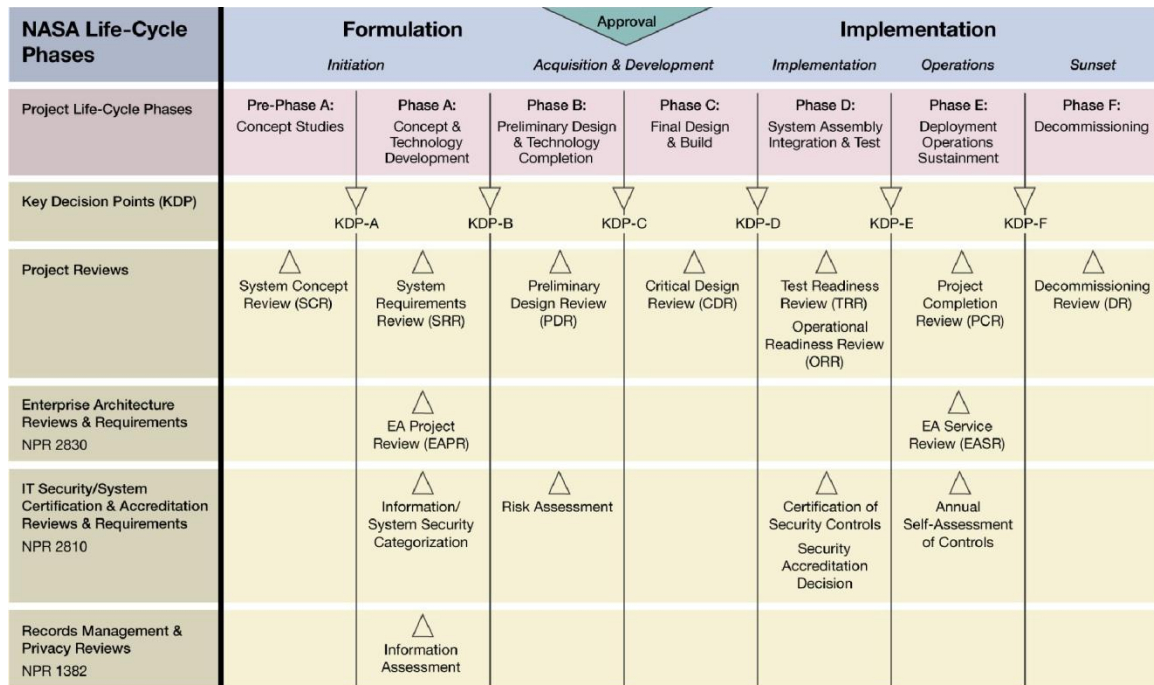 NASA Life-Cycle
Phases
Formulation
Approval
Implementation
Initiation
Acquisition & Development
Implementation
Operations
Sunset
Project Life-Cycle Phases
Pre-Phase A:
Concept Studies
Phase A:
Concept &
Technology
Development
Phase B:
Preliminary Design
& Technology
Completion
Phase C:
Final Design
& Build
Phase D:
System Assembly
Integration & Test
Phase E:
Deployment
Operations
Sustainment
Phase F:
Decommissioning
Key Decision Points (KDP)
KDP-A
KDP-B
KDP-C
KDP-D
KDP-E
KDP-F
Project Reviews
System Concept
Review (SCR)
System
Requirements
Review (SRR)
Preliminary
Design Review
(PDR)
Critical Design
Review (CDR)
Test Readiness
Review (TRR)
Operational
Readiness Review
(ORR)
Project
Completion
Review (PCR)
Decommissioning
Review (DR)
Enterprise Architecture
Reviews & Requirements
NPR 2830
EA Project
Review (EAPR)
EA Service
Review (EASR)
IT Security/System
Certification & Accreditation
Reviews & Requirements
NPR 2810
Information/
System Security
Categorization
Risk Assessment
Certification of
Security Controls
Security
Accreditation
Decision
Annual
Self-Assessment
of Controls
Records Management &
Privacy Reviews
NPR 1382
Information
Assessment